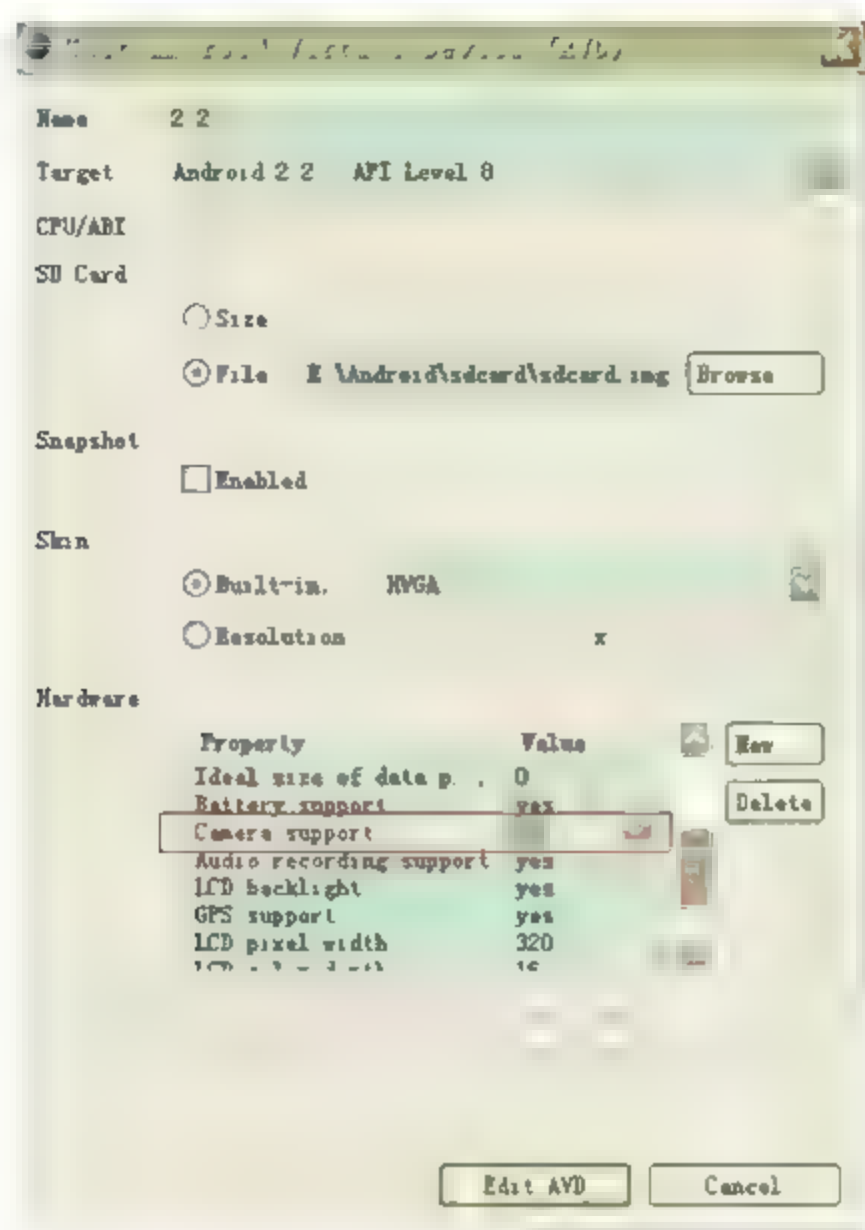 Name 2 2
Target Android 2 2 API Level 8
CPU/ABI
SD Card
Size
File E \Android\sdcard\sdcard.img Browse
Snapshot
Enabled
Skin
Built-in. HVGA
Resolution x
Hardware
Property Value New
Ideal size of data p... 0
Battery support yes Delete
Camera support
Audio recording support yes
LCD backlight yes
GPS support yes
LCD pixel width 320
Edit AVD Cancel